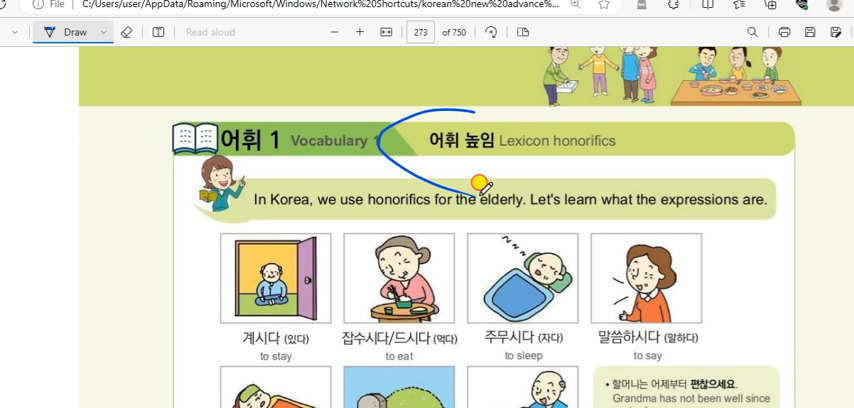 File
C:/Users/user/AppData/Roaming/Microsoft/Windows/Network%20Shortcuts/korean%20new%20advance%...
Draw
Read aloud
273 of 750
어휘 1 Vocabulary 1
어휘 높임 Lexicon honorifics
In Korea, we use honorifics for the elderly. Let's learn what the expressions are.
zzzz
계시다 (있다)
to stay
잡수시다/드시다 (먹다)
to eat
주무시다 (자다)
to sleep
말씀하시다 (말하다)
to say
• 할머니는 어제부터 편찮으세요.
Grandma has not been well since